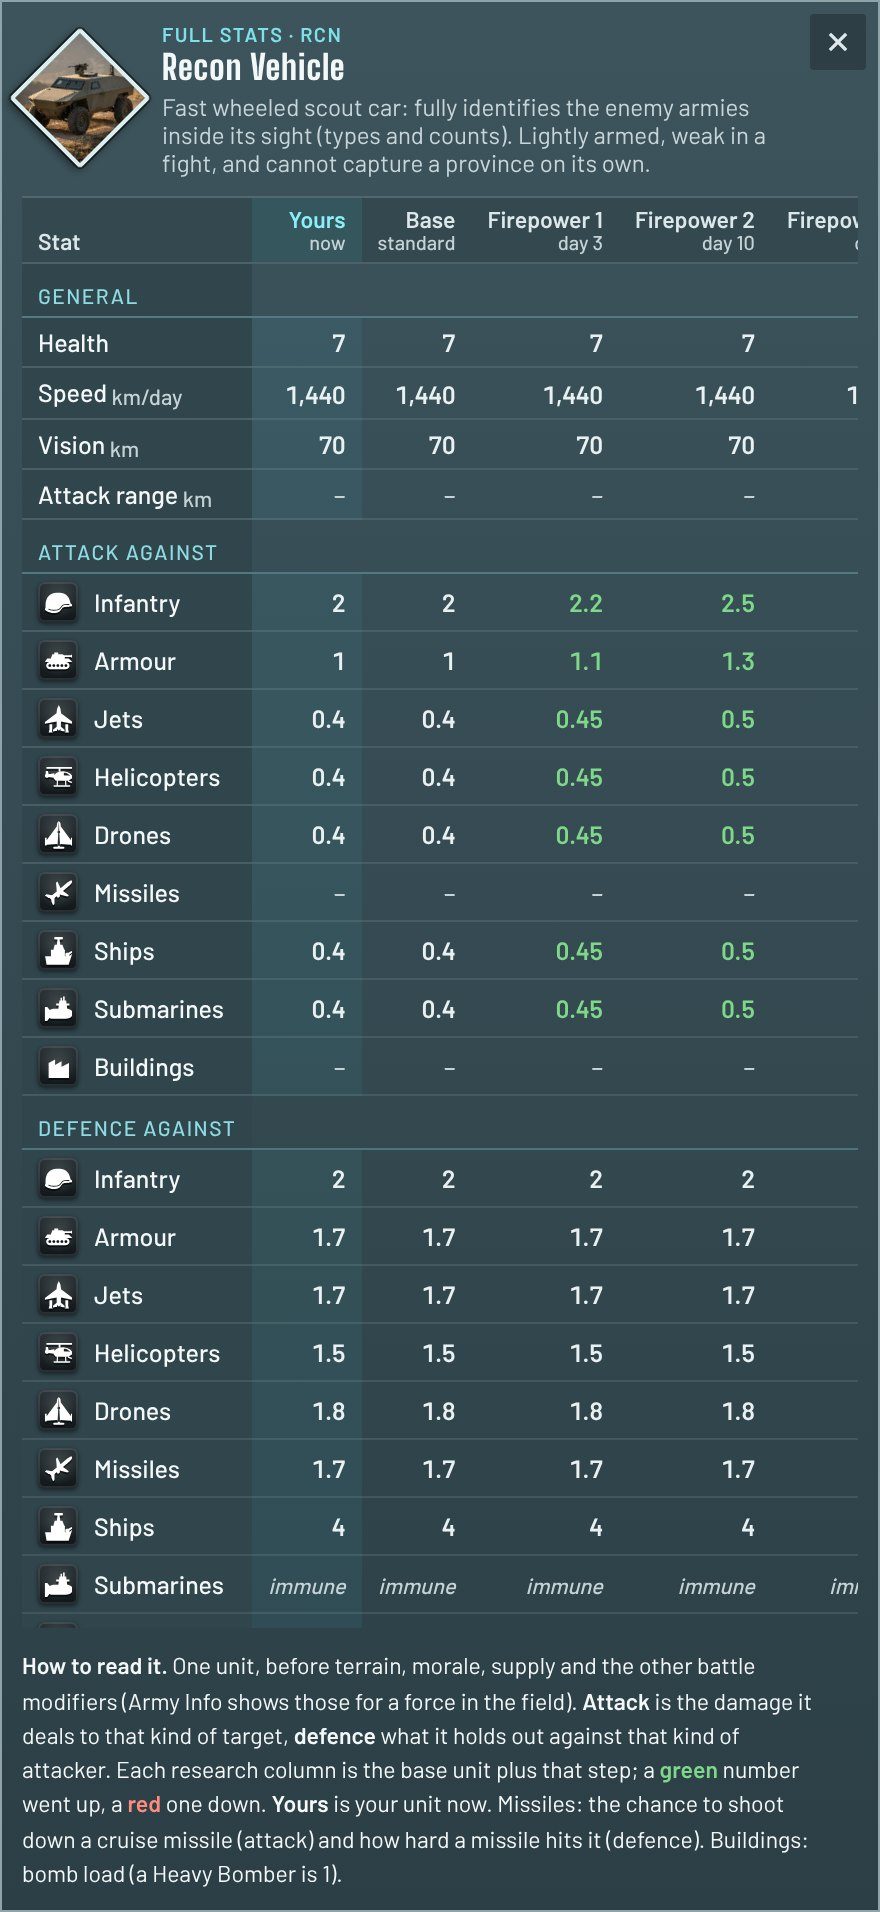 FULL STATS · RCN
Recon Vehicle
Fast wheeled scout car: fully identifies the enemy armies
inside its sight (types and counts). Lightly armed, weak in a
fight, and cannot capture a province on its own.
Stat Yours now Base standard Firepower 1 day 3 Firepower 2 day 10 Firepow
GENERAL
Health 7 7 7 7
Speed km/day 1,440 1,440 1,440 1,440 1
Vision km 70 70 70 70
Attack range km – – – –
ATTACK AGAINST
Infantry 2 2 2.2 2.5
Armour 1 1 1.1 1.3
Jets 0.4 0.4 0.45 0.5
Helicopters 0.4 0.4 0.45 0.5
Drones 0.4 0.4 0.45 0.5
Missiles – – – –
Ships 0.4 0.4 0.45 0.5
Submarines 0.4 0.4 0.45 0.5
Buildings – – – –
DEFENCE AGAINST
Infantry 2 2 2 2
Armour 1.7 1.7 1.7 1.7
Jets 1.7 1.7 1.7 1.7
Helicopters 1.5 1.5 1.5 1.5
Drones 1.8 1.8 1.8 1.8
Missiles 1.7 1.7 1.7 1.7
Ships 4 4 4 4
Submarines immune immune immune immune im
How to read it. One unit, before terrain, morale, supply and the other battle
modifiers (Army Info shows those for a force in the field). Attack is the damage it
deals to that kind of target, defence what it holds out against that kind of
attacker. Each research column is the base unit plus that step; a green number
went up, a red one down. Yours is your unit now. Missiles: the chance to shoot
down a cruise missile (attack) and how hard a missile hits it (defence). Buildings:
bomb load (a Heavy Bomber is 1).